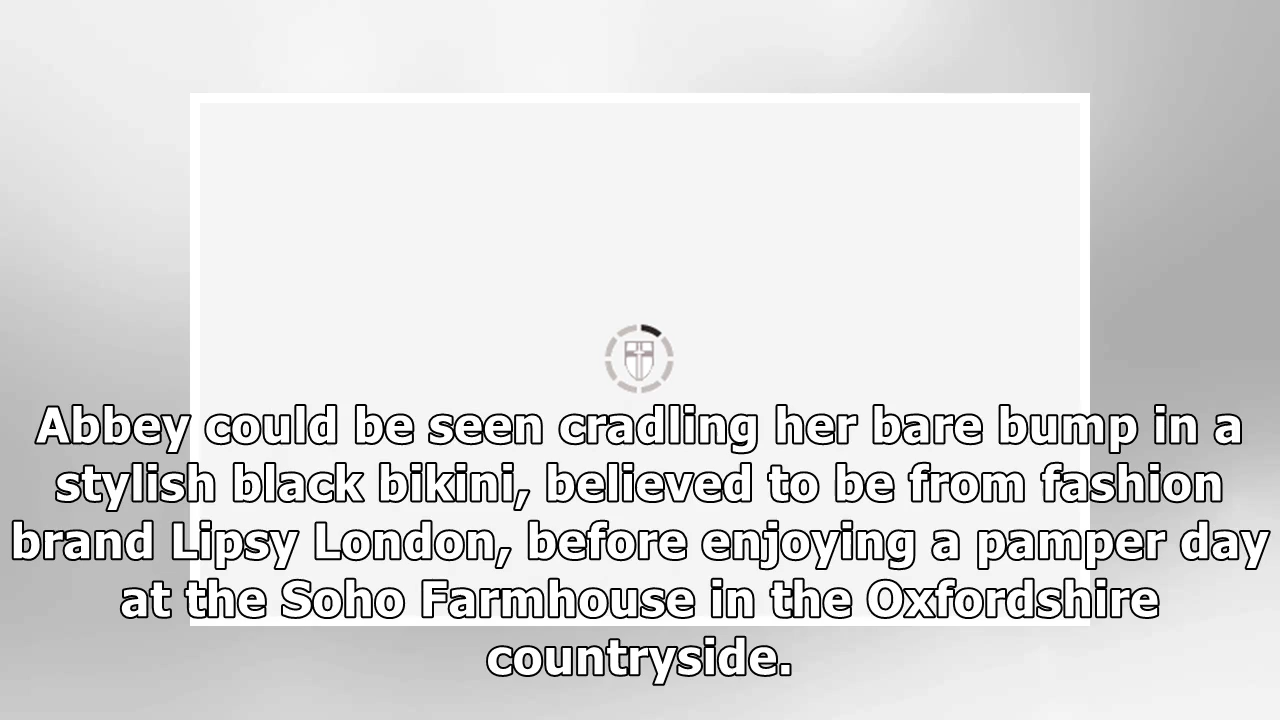 Abbey could be seen cradling her bare bump in a
stylish black bikini, believed to be from fashion
brand Lipsy London, before enjoying a pamper day
at the Soho Farmhouse in the Oxfordshire
countryside.